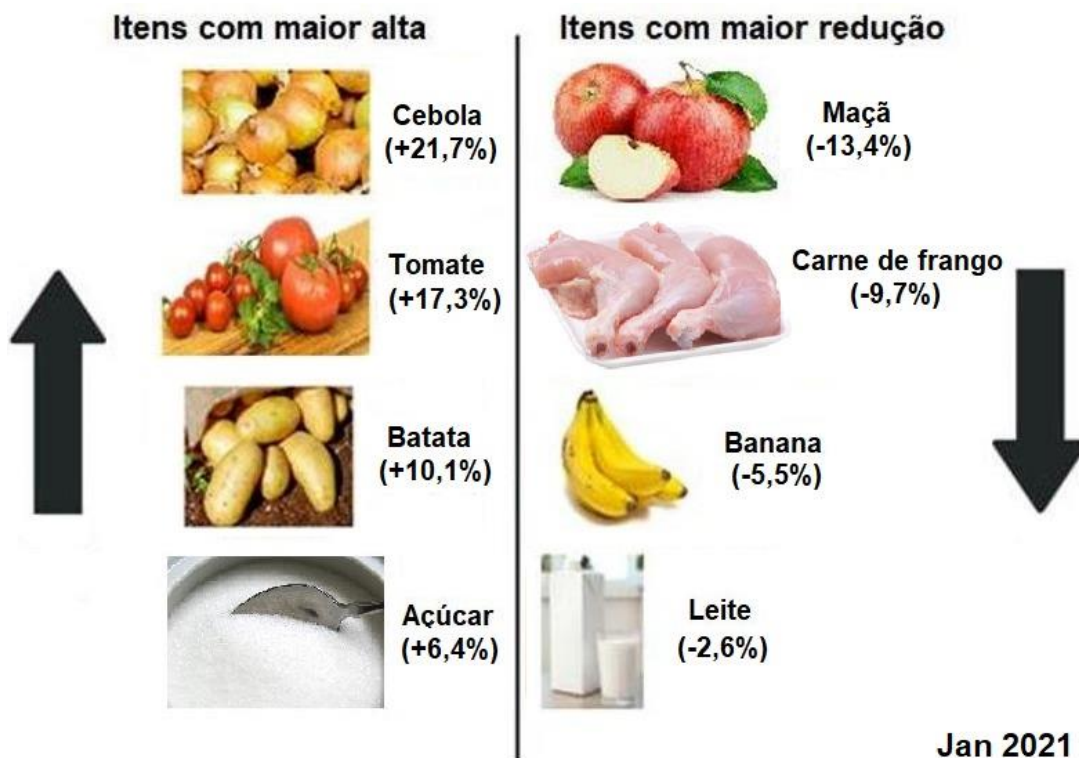 Itens com maior alta
Cebola
(+21,7%)
Tomate
(+17,3%)
Batata
(+10,1%)
Açúcar
(+6,4%)
Itens com maior redução
Maçã
(-13,4%)
Carne de frango
(-9,7%)
Banana
(-5,5%)
Leite
(-2,6%)
Jan 2021